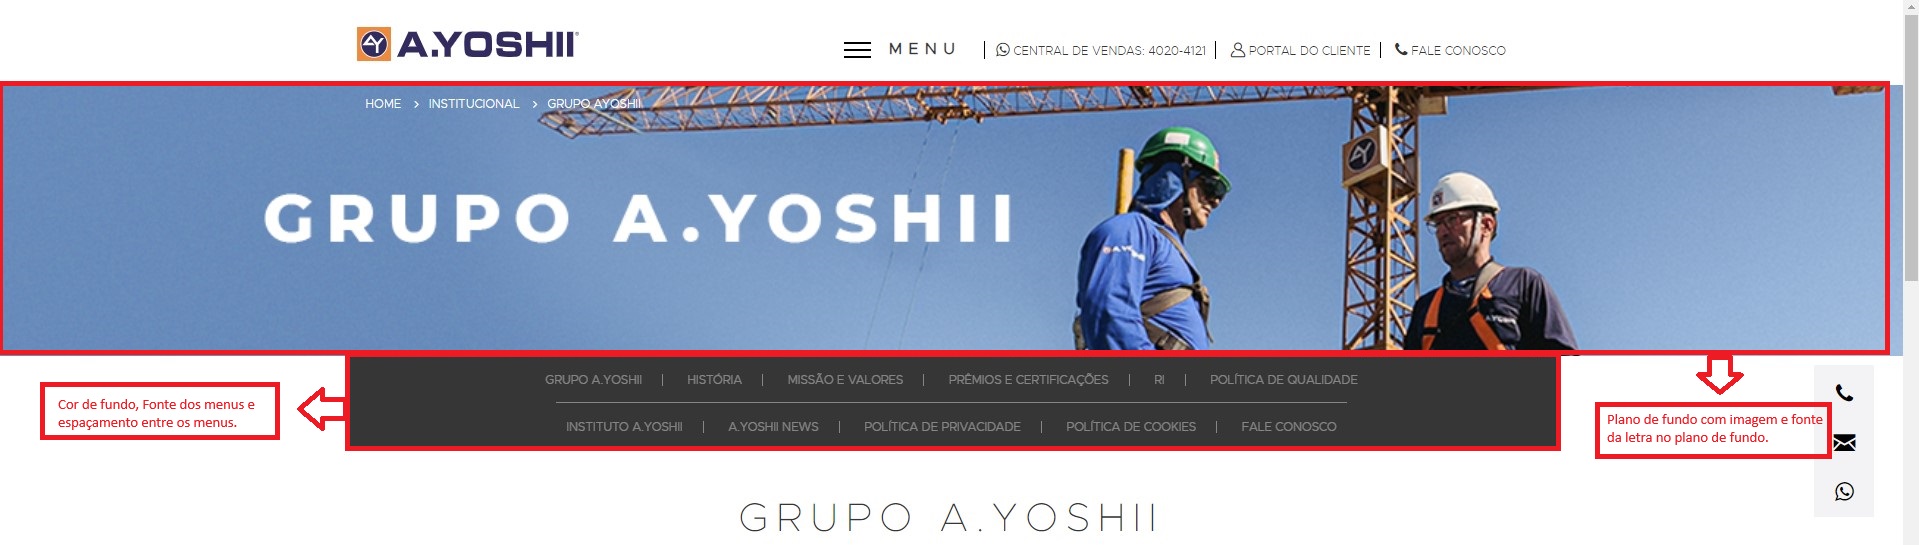 AY A.YOSHII®
MENU
CENTRAL DE VENDAS: 4020-4121
PORTAL DO CLIENTE
FALE CONOSCO
HOME > INSTITUCIONAL > GRUPO AYOSHII
GRUPO A.YOSHII
AY
A.YOSHII
GRUPO A.YOSHII | HISTÓRIA | MISSÃO E VALORES | PRÊMIOS E CERTIFICAÇÕES | RI | POLÍTICA DE QUALIDADE
INSTITUTO A.YOSHII | A.YOSHII NEWS | POLÍTICA DE PRIVACIDADE | POLÍTICA DE COOKIES | FALE CONOSCO
Cor de fundo, Fonte dos menus e
espaçamento entre os menus.
Plano de fundo com imagem e fonte
da letra no plano de fundo.
GRUPO A.YOSHII